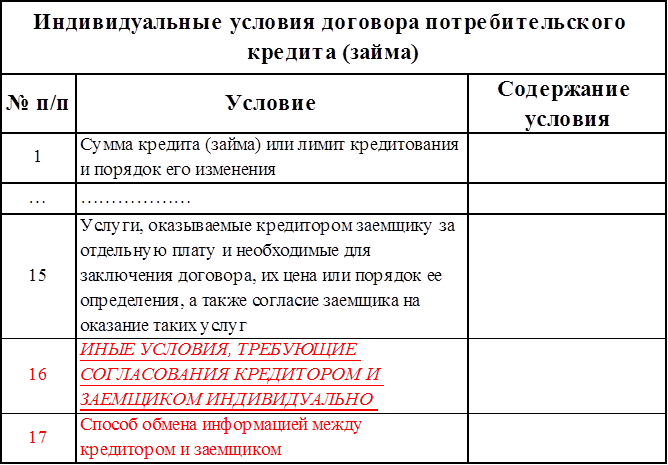 Индивидуальные условия договора потребительского
кредита (займа)
№ п/п
Условие
Содержание
условия
1
Сумма кредита (займа) или лимит кредитования
и порядок его изменения
…
………………
15
Услуги, оказываемые кредитором заемщику за
отдельную плату и необходимые для
заключения договора, их цена или порядок ее
определения, а также согласие заемщика на
оказание таких услуг
16
ИНЫЕ УСЛОВИЯ, ТРЕБУЮЩИЕ
СОГЛАСОВАНИЯ КРЕДИТОРОМ И
ЗАЕМЩИКОМ ИНДИВИДУАЛЬНО
17
Способ обмена информацией между
кредитором и заемщиком